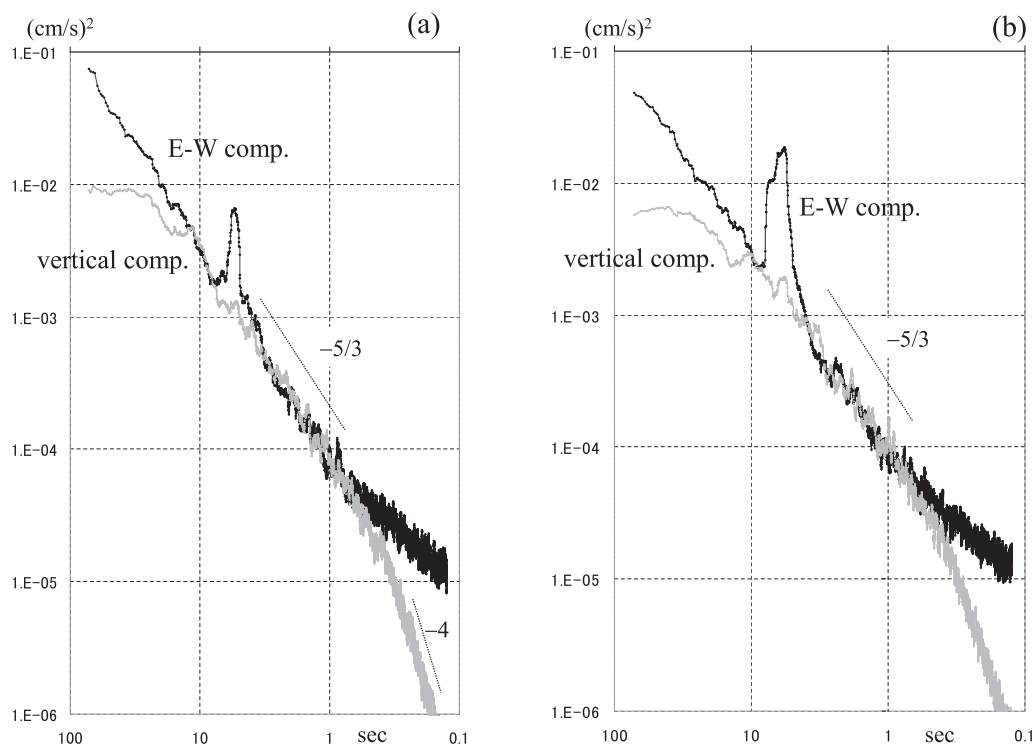 (cm/s)2 (a)
1.E−01
E-W comp.
1.E−02
vertical comp.
1.E−03
−5/3
1.E−04
1.E−05
−4
1.E−06
100 10 1 sec 0.1
(cm/s)2 (b)
1.E−01
1.E−02
E-W comp.
vertical comp.
1.E−03
−5/3
1.E−04
1.E−05
1.E−06
100 10 1 sec 0.1